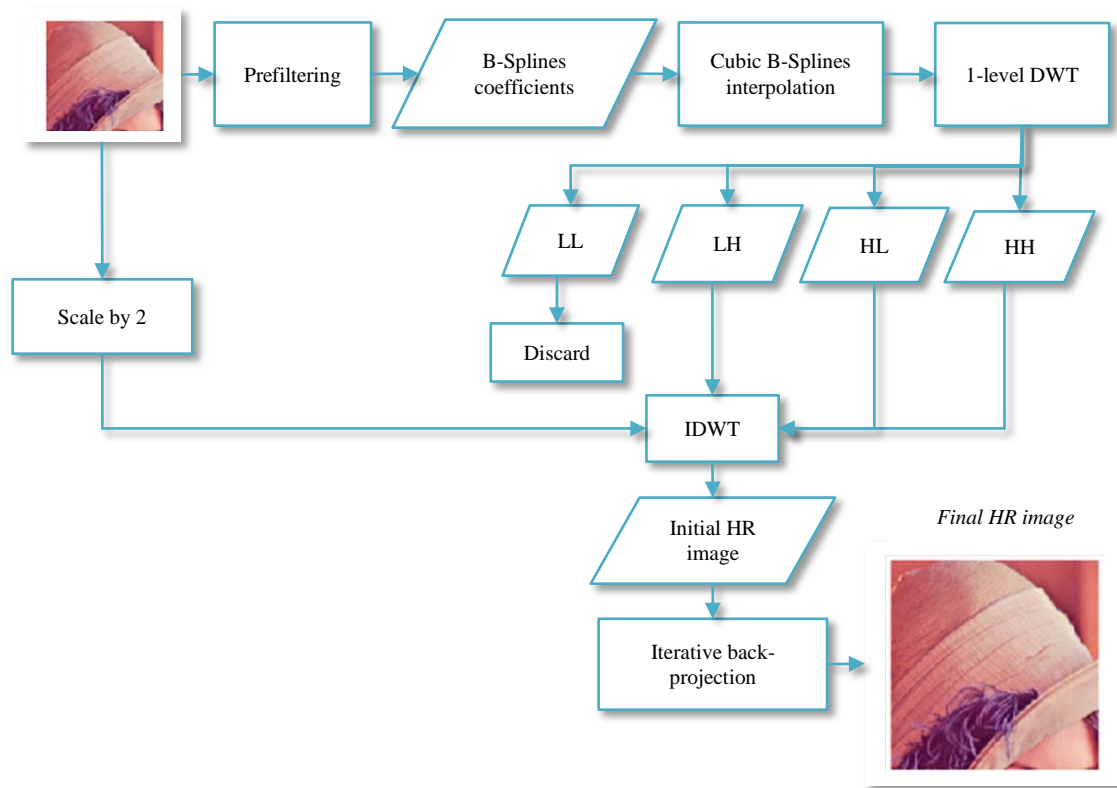 Prefiltering
B-Splines
coefficients
Cubic B-Splines
interpolation
1-level DWT
LL
LH
HL
HH
Scale by 2
Discard
IDWT
Initial HR
image
Final HR image
Iterative back-
projection